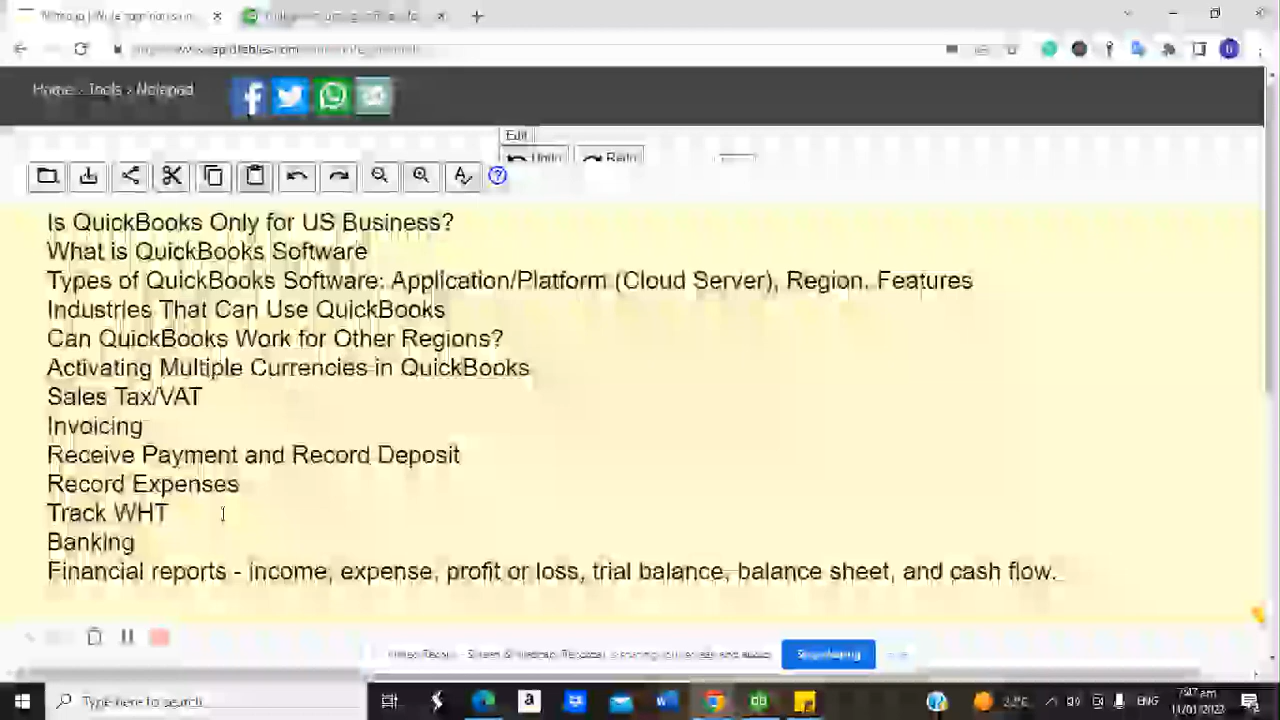 Home - Tools - Notepad
Edit
Undo Redo
Is QuickBooks Only for US Business?
What is QuickBooks Software
Types of QuickBooks Software: Application/Platform (Cloud Server), Region. Features
Industries That Can Use QuickBooks
Can QuickBooks Work for Other Regions?
Activating Multiple Currencies in QuickBooks
Sales Tax/VAT
Invoicing
Receive Payment and Record Deposit
Record Expenses
Track WHT
Banking
Financial reports - income, expense, profit or loss, trial balance, balance sheet, and cash flow.
Stop sharing
Type here to search
ENG